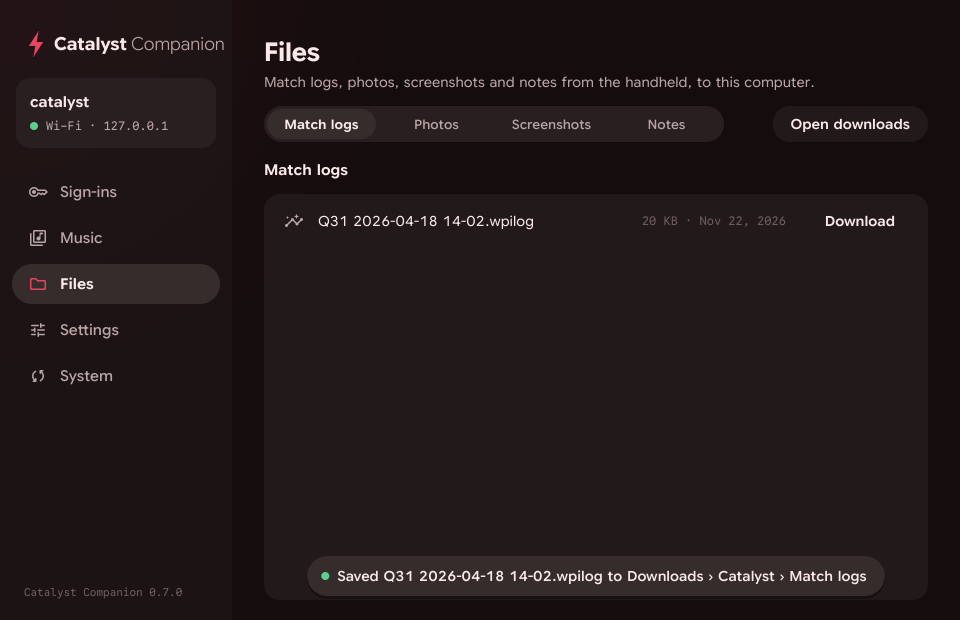 Catalyst Companion
catalyst
Wi-Fi · 127.0.0.1
Sign-ins
Music
Files
Settings
System
Catalyst Companion 0.7.0
Files
Match logs, photos, screenshots and notes from the handheld, to this computer.
Match logs Photos Screenshots Notes Open downloads
Match logs
Q31 2026-04-18 14-02.wpilog 20 KB · Nov 22, 2026 Download
Saved Q31 2026-04-18 14-02.wpilog to Downloads › Catalyst › Match logs